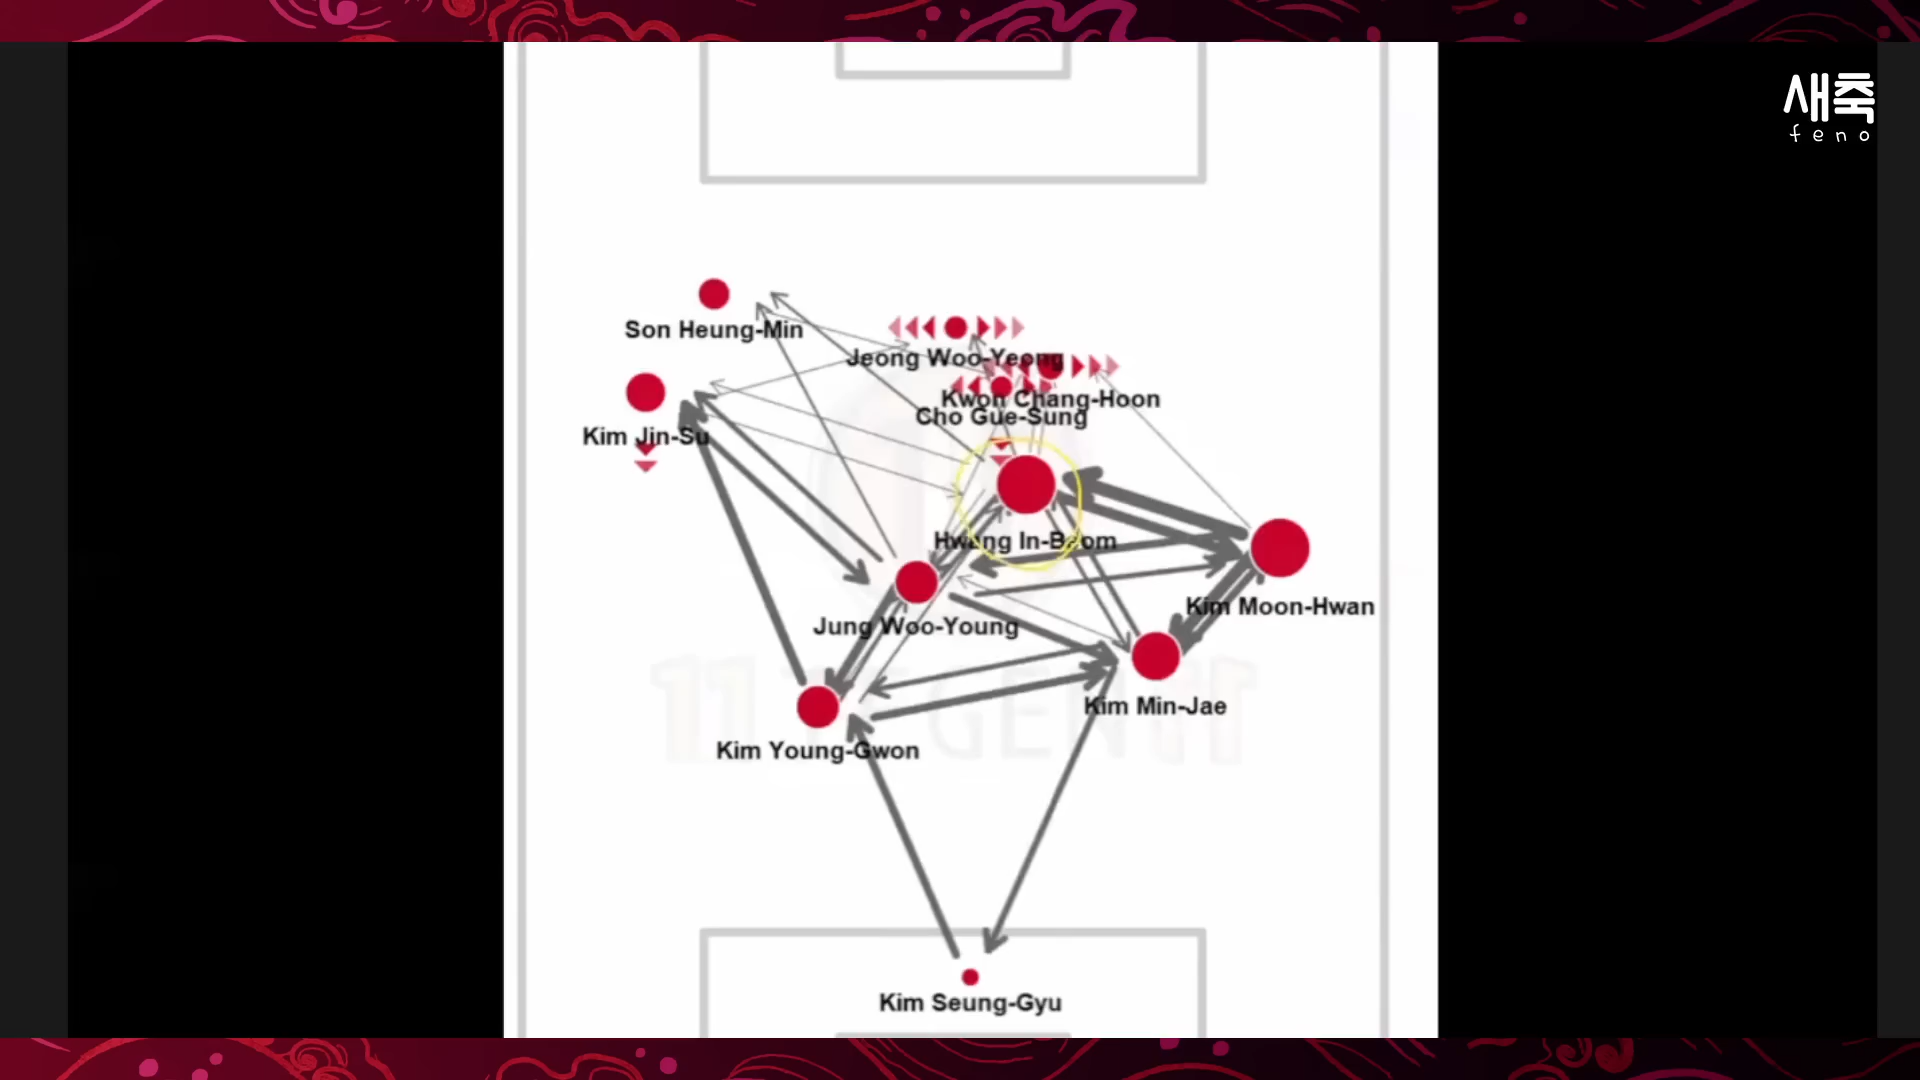 새축
feno
Son Heung-Min
Jeong Woo-Yeong
Kwon Chang-Hoon
Cho Gue-Sung
Kim Jin-Su
Hwang In-Beom
Kim Moon-Hwan
Jung Woo-Young
Kim Min-Jae
Kim Young-Gwon
Kim Seung-Gyu